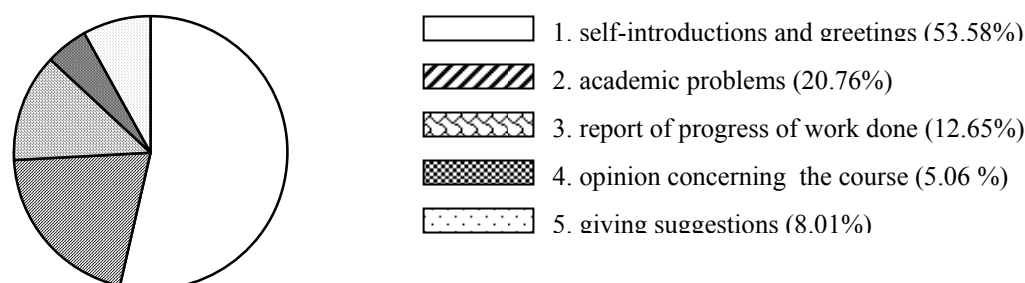 1. self-introductions and greetings (53.58%)
2. academic problems (20.76%)
3. report of progress of work done (12.65%)
4. opinion concerning the course (5.06 %)
5. giving suggestions (8.01%)